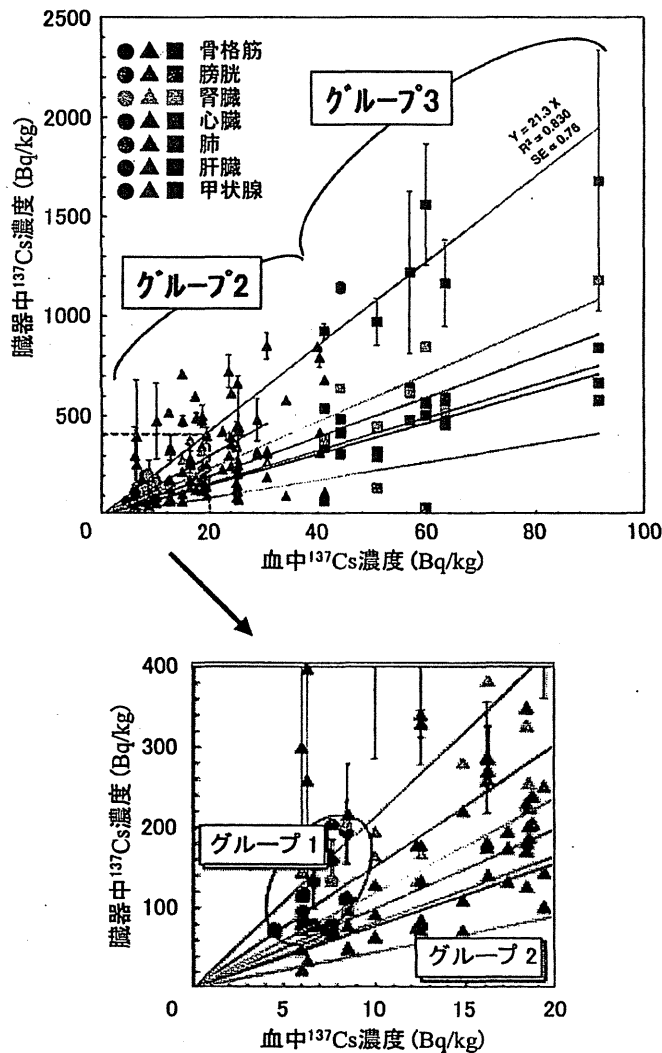 2500
2000
1500
1000
500
0
0
20
40
60
80
100
臓器中¹³⁷Cs濃度 (Bq/kg)
骨格筋
膀胱
腎臓
心臓
肺
肝臓
甲状腺
グループ2
グループ3
Y = 21.3 X
R² = 0.830
SE = 0.76
血中¹³⁷Cs濃度 (Bq/kg)
400
300
200
100
0
5
10
15
20
臓器中¹³⁷Cs濃度 (Bq/kg)
グループ1
グループ2
血中¹³⁷Cs濃度 (Bq/kg)